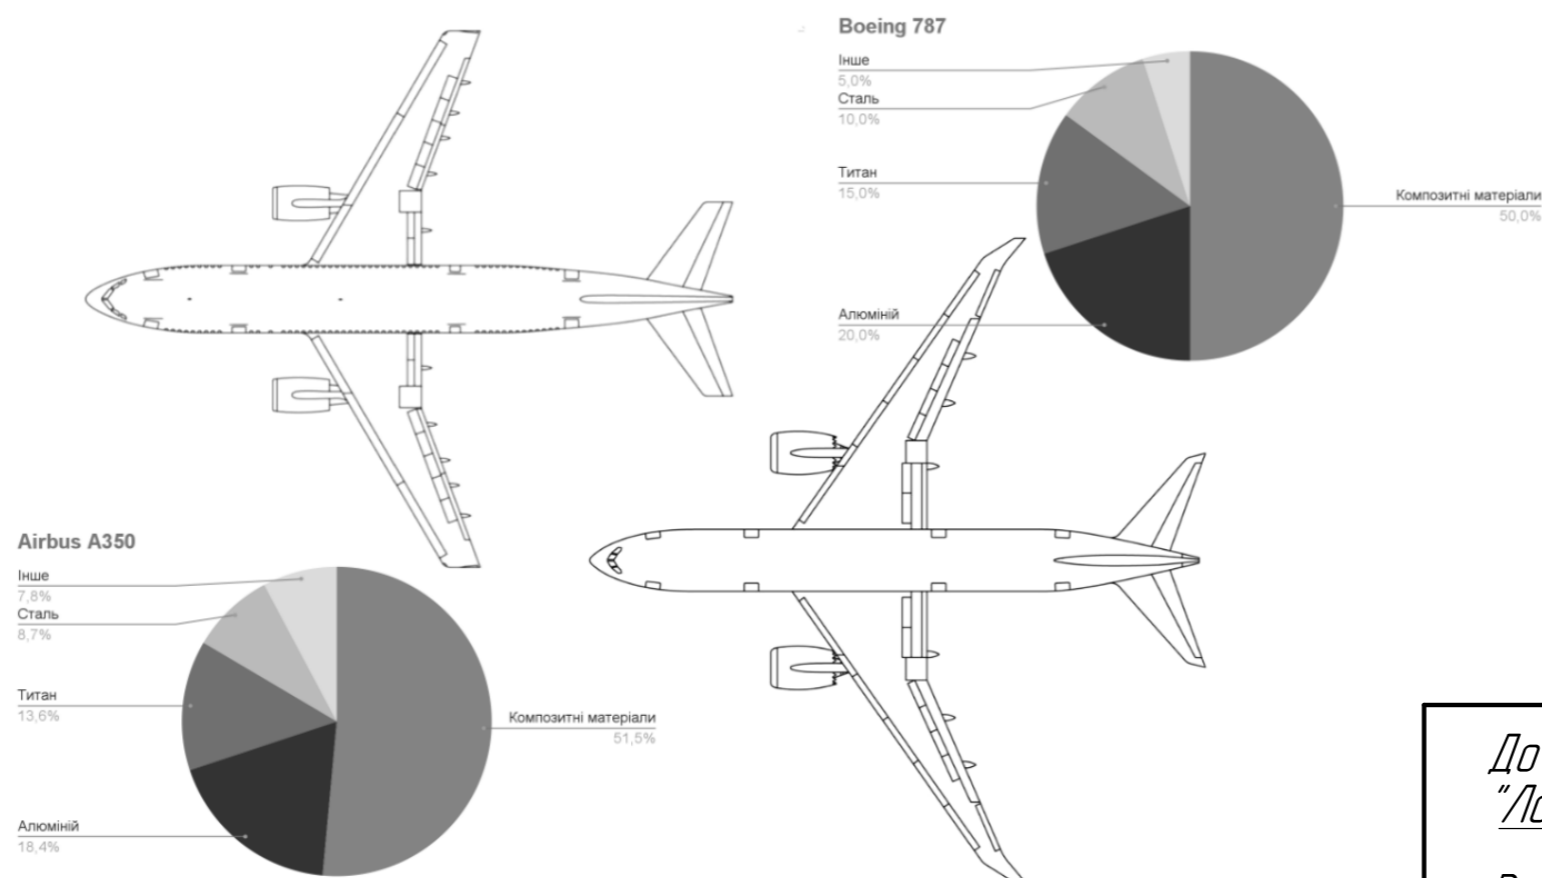 Boeing 787
Інше
5,0%
Сталь
10,0%
Титан
15,0%
Композитні матеріали
50,0%
Алюміній
20,0%
Airbus A350
Інше
7,8%
Сталь
8,7%
Титан
13,6%
Композитні матеріали
51,5%
Алюміній
18,4%
До